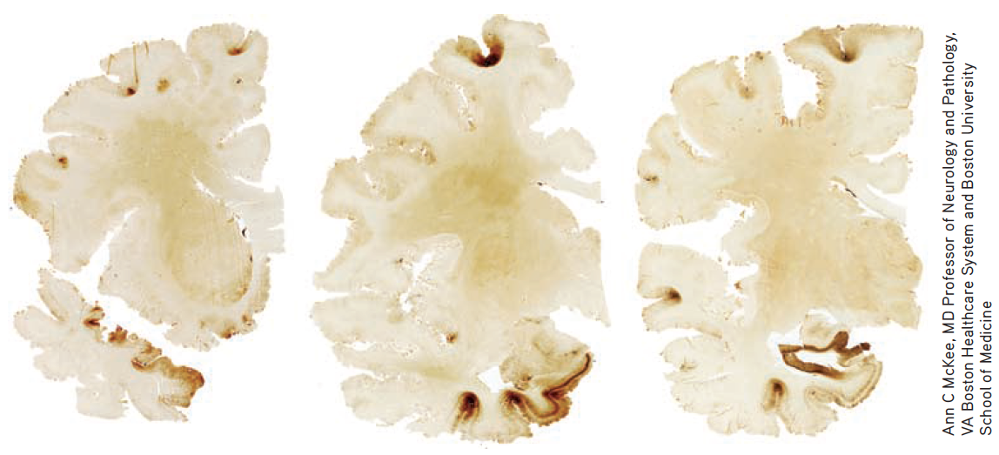 Ann C McKee, MD Professor of Neurology and Pathology,
VA Boston Healthcare System and Boston University
School of Medicine